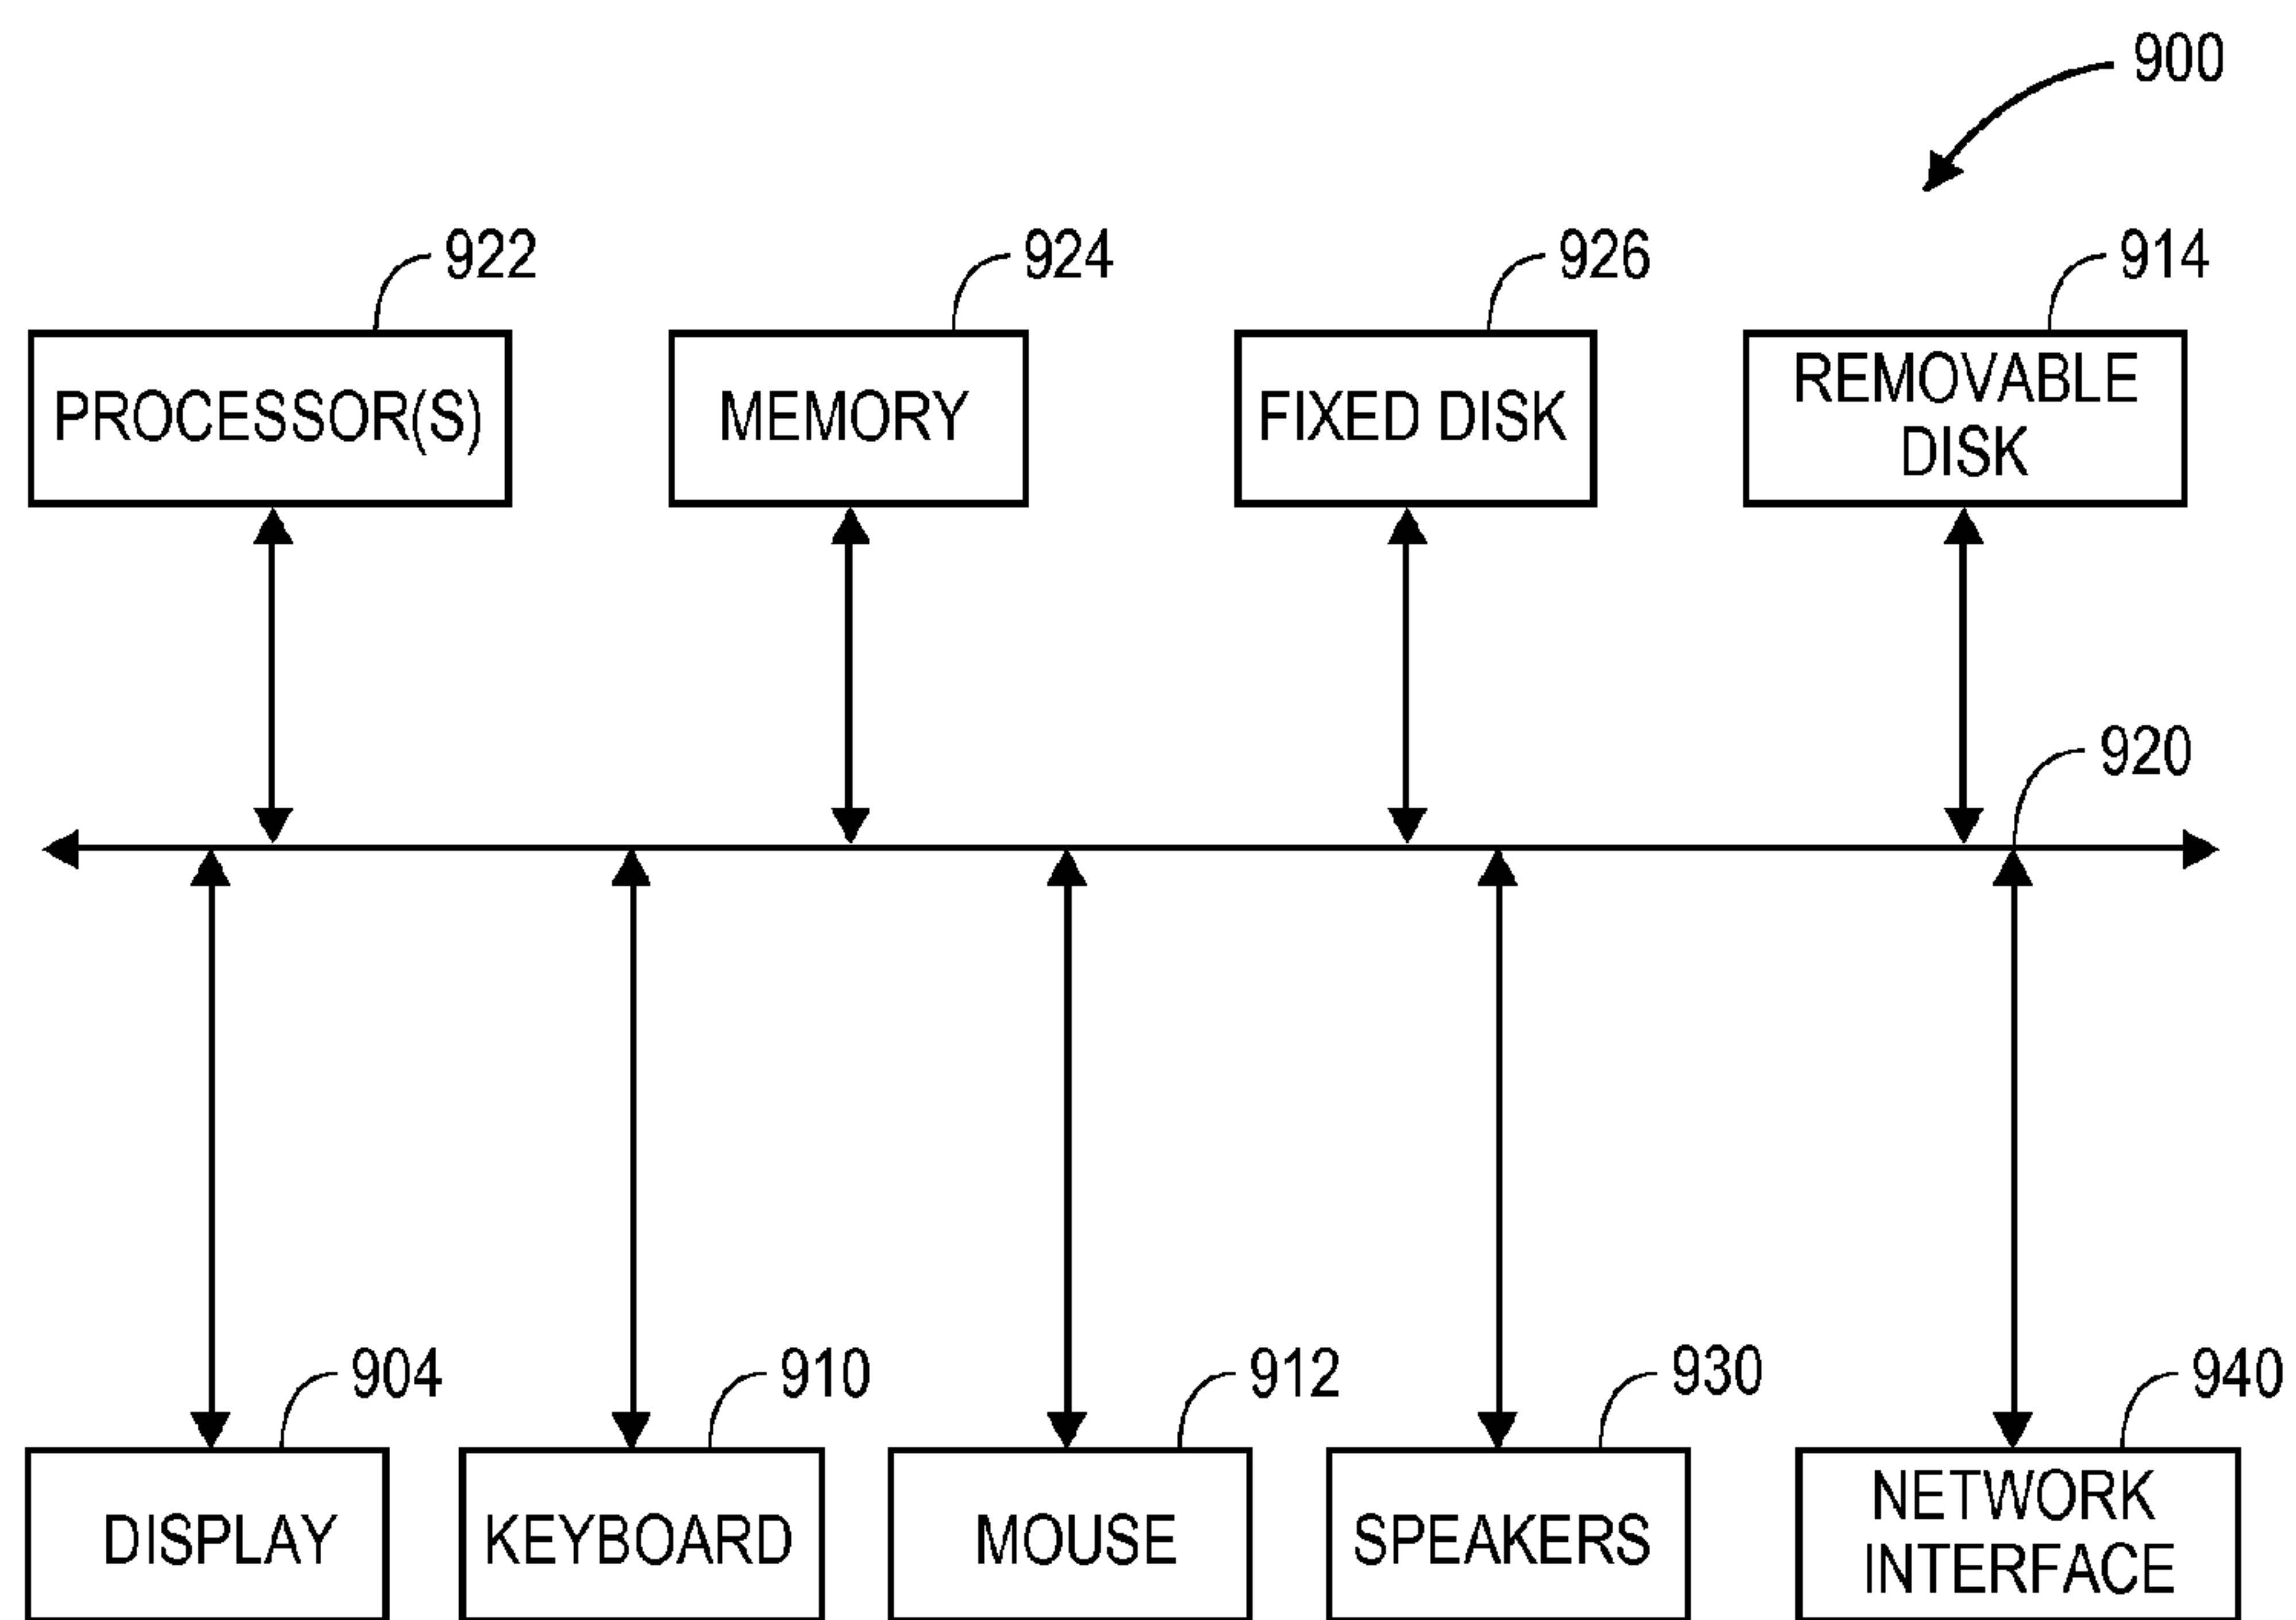 900
922
924
926
914
PROCESSOR(S)
MEMORY
FIXED DISK
REMOVABLE
DISK
920
904
910
912
930
940
DISPLAY
KEYBOARD
MOUSE
SPEAKERS
NETWORK
INTERFACE